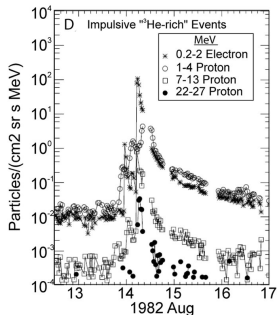 D Impulsive "³He-rich" Events
MeV
0.2-2 Electron
1-4 Proton
7-13 Proton
22-27 Proton
Particles/(cm2 sr s MeV)
10⁴
10³
10²
10¹
10⁰
10⁻¹
10⁻²
10⁻³
10⁻⁴
13 14 15 16 17
1982 Aug